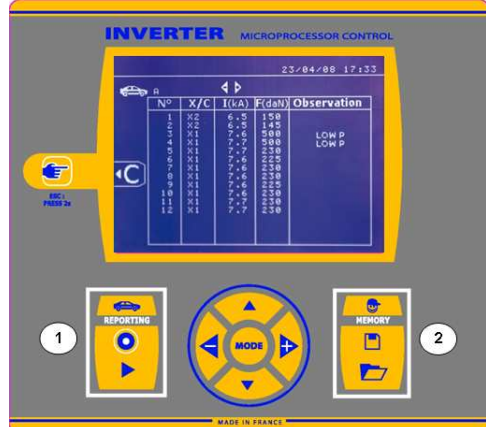 INVERTER MICROPROCESSOR CONTROL
23/04/08 17:33
A
N° X/C I(kA) F(daN) Observation
1 X2 6.5 150
2 X2 6.5 145
3 X1 7.6 500 LOW P
4 X1 7.7 500 LOW P
5 X1 7.7 230
6 X1 7.6 225
7 X1 7.6 230
8 X1 7.6 230
9 X1 7.6 225
10 X1 7.6 230
11 X1 7.7 230
12 X1 7.7 230
C
ESC :
PRESS 2s
1
REPORTING
MODE
MEMORY
2
MADE IN FRANCE